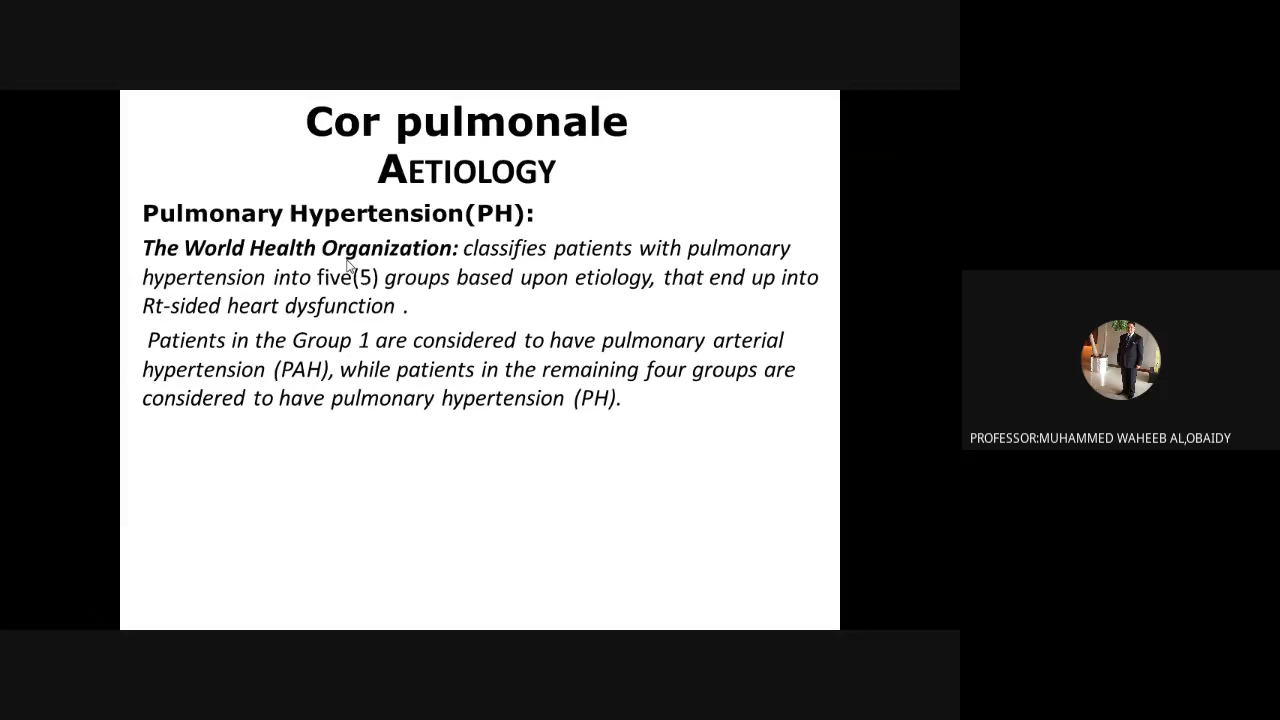 Cor pulmonale
AETIOLOGY
Pulmonary Hypertension(PH):
The World Health Organization: classifies patients with pulmonary
hypertension into five(5) groups based upon etiology, that end up into
Rt-sided heart dysfunction .
Patients in the Group 1 are considered to have pulmonary arterial
hypertension (PAH), while patients in the remaining four groups are
considered to have pulmonary hypertension (PH).
PROFESSOR:MUHAMMED WAHEEB AL,OBAIDY